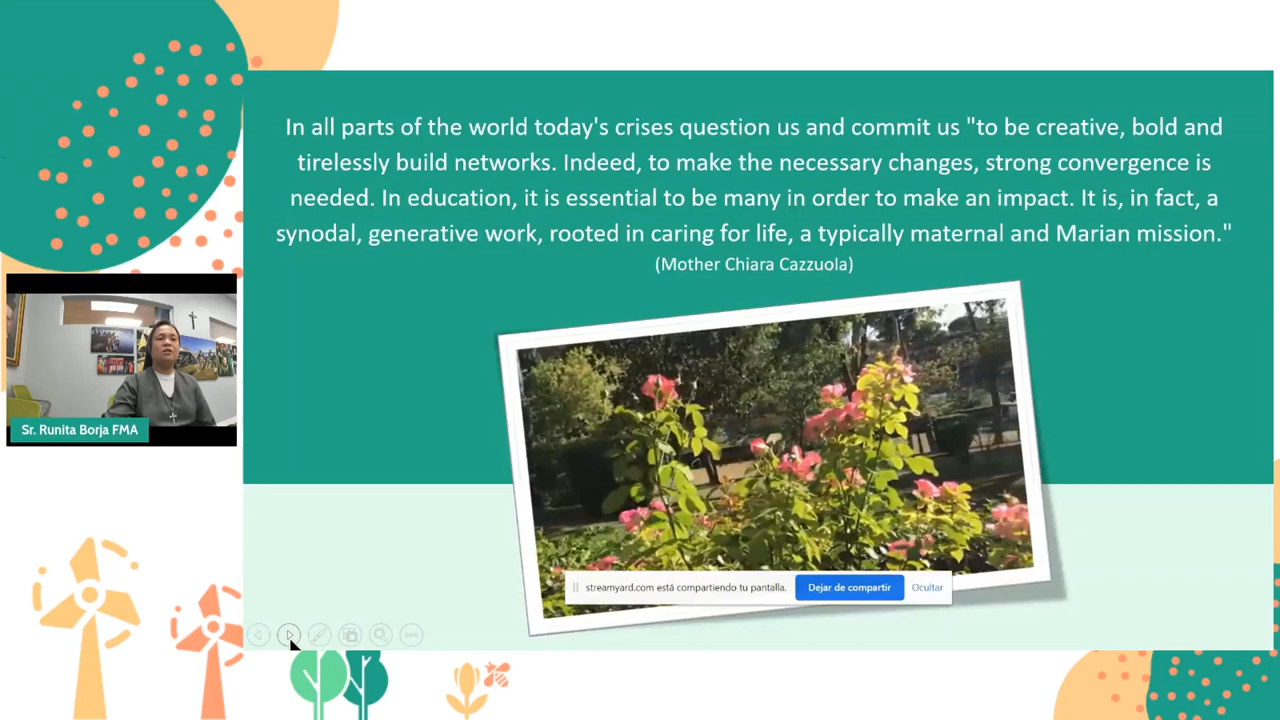 In all parts of the world today's crises question us and commit us "to be creative, bold and
tirelessly build networks. Indeed, to make the necessary changes, strong convergence is
needed. In education, it is essential to be many in order to make an impact. It is, in fact, a
synodal, generative work, rooted in caring for life, a typically maternal and Marian mission."
(Mother Chiara Cazzuola)
Sr. Runita Borja FMA
streamyard.com está compartiendo tu pantalla. Dejar de compartir Ocultar